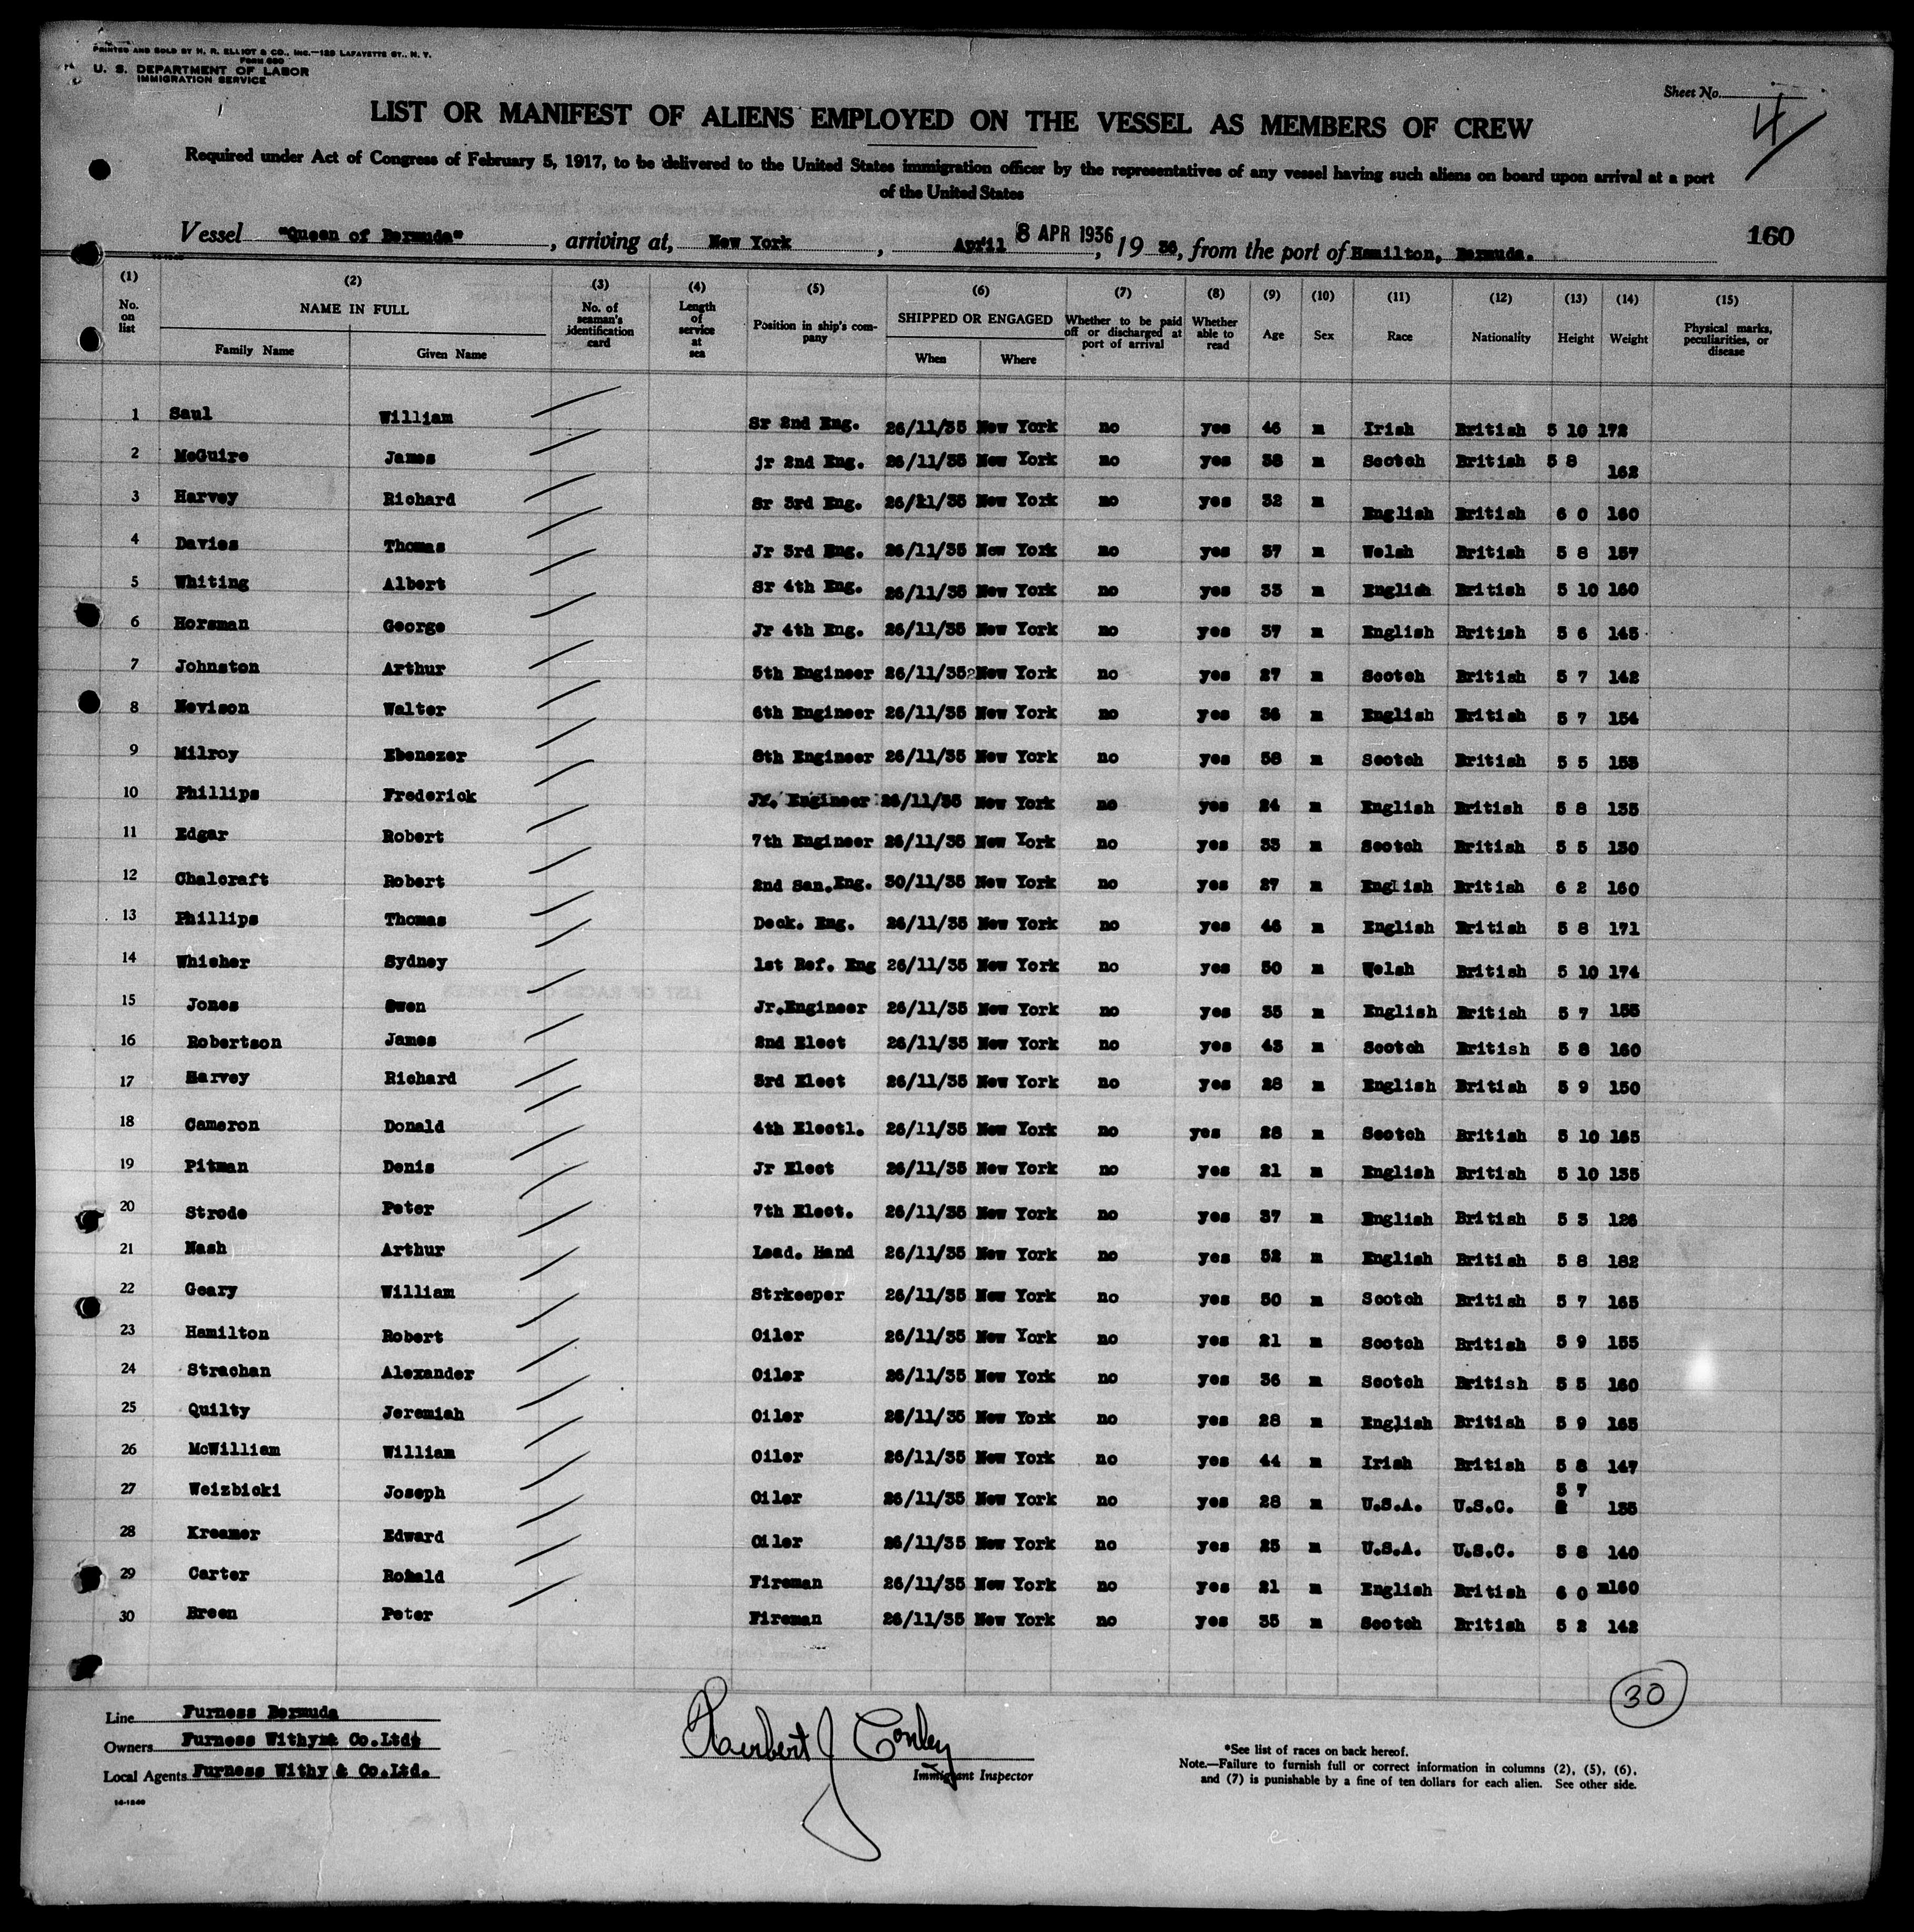 PRINTED AND SOLD BY H. R. ELLIOT & CO., INC.—129 LAFAYETTE ST., N. Y.
FORM 680
U. S. DEPARTMENT OF LABOR
IMMIGRATION SERVICE
Sheet No. 4
LIST OR MANIFEST OF ALIENS EMPLOYED ON THE VESSEL AS MEMBERS OF CREW
Required under Act of Congress of February 5, 1917, to be delivered to the United States immigration officer by the representatives of any vessel having such aliens on board upon arrival at a port
of the United States
Vessel "Queen of Bermuda", arriving at, New York, April 8 APR 1936, 19 36, from the port of Hamilton, Bermuda. 160
(1) No. on list (2) NAME IN FULL Family Name Given Name (3) No. of seaman's identification card (4) Length of service at sea (5) Position in ship's company (6) SHIPPED OR ENGAGED When Where (7) Whether to be paid off or discharged at port of arrival (8) Whether able to read (9) Age (10) Sex (11) Race (12) Nationality (13) Height (14) Weight (15) Physical marks, peculiarities, or disease
1 Saul William Sr 2nd Eng. 26/11/35 New York no yes 46 m Irish British 5 10 172
2 McGuire James jr 2nd Eng. 26/11/35 New York no yes 38 m Scotch British 5 8 162
3 Harvey Richard Sr 3rd Eng. 26/11/35 New York no yes 32 m English British 6 0 160
4 Davies Thomas Jr 3rd Eng. 26/11/35 New York no yes 37 m Welsh British 5 8 157
5 Whiting Albert Sr 4th Eng. 26/11/35 New York no yes 33 m English British 5 10 160
6 Horsman George Jr 4th Eng. 26/11/35 New York no yes 37 m English British 5 6 145
7 Johnston Arthur 5th Engineer 26/11/35? New York no yes 27 m Scotch British 5 7 142
8 Nevison Walter 6th Engineer 26/11/35 New York no yes 36 m English British 5 7 154
9 Milroy Ebenezer 8th Engineer 26/11/35 New York no yes 58 m Scotch British 5 5 153
10 Phillips Frederick Jr. Engineer 26/11/35 New York no yes 24 m English British 5 8 135
11 Edgar Robert 7th Engineer 26/11/35 New York no yes 33 m Scotch British 5 5 130
12 Chalcraft Robert 2nd San.Eng. 30/11/35 New York no yes 27 m English British 6 2 160
13 Phillips Thomas Deck. Eng. 26/11/35 New York no yes 46 m English British 5 8 171
14 Whisher Sydney 1st Ref. Eng 26/11/35 New York no yes 50 m Welsh British 5 10 174
15 Jones Owen Jr.Engineer 26/11/35 New York no yes 35 m English British 5 7 155
16 Robertson James 2nd Elect 26/11/35 New York no yes 43 m Scotch British 5 8 160
17 Harvey Richard 3rd Elect 26/11/35 New York no yes 28 m English British 5 9 150
18 Cameron Donald 4th Electl. 26/11/35 New York no yes 28 m Scotch British 5 10 165
19 Pitman Denis Jr Elect 26/11/35 New York no yes 21 m English British 5 10 135
20 Strode Peter 7th Elect. 26/11/35 New York no yes 37 m English British 5 3 126
21 Nash Arthur Lead. Hand 26/11/35 New York no yes 52 m English British 5 8 182
22 Geary William Strkeeper 26/11/35 New York no yes 50 m Scotch British 5 7 165
23 Hamilton Robert Oiler 26/11/35 New York no yes 21 m Scotch British 5 9 155
24 Strachan Alexander Oiler 26/11/35 New York no yes 36 m Scotch British 5 5 160
25 Quilty Jeremiah Oiler 26/11/35 New York no yes 28 m English British 5 9 165
26 McWilliam William Oiler 26/11/35 New York no yes 44 m Irish British 5 8 147
27 Weizbicki Joseph Oiler 26/11/35 New York no yes 28 m U.S.A. U.S.C. 5 7 135
28 Kreamer Edward Oiler 26/11/35 New York no yes 25 m U.S.A. U.S.C. 5 8 140
29 Carter Ronald Fireman 26/11/35 New York no yes 21 m English British 6 0 m160
30 Breen Peter Fireman 26/11/35 New York no yes 35 m Scotch British 5 2 142
30
Line Furness Bermuda
Owners Furness Withy & Co.Ltd.
Local Agents Furness Withy & Co.Ltd.
Herbert J Conley
Immigrant Inspector
*See list of races on back hereof.
Note.—Failure to furnish full or correct information in columns (2), (5), (6),
and (7) is punishable by a fine of ten dollars for each alien. See other side.